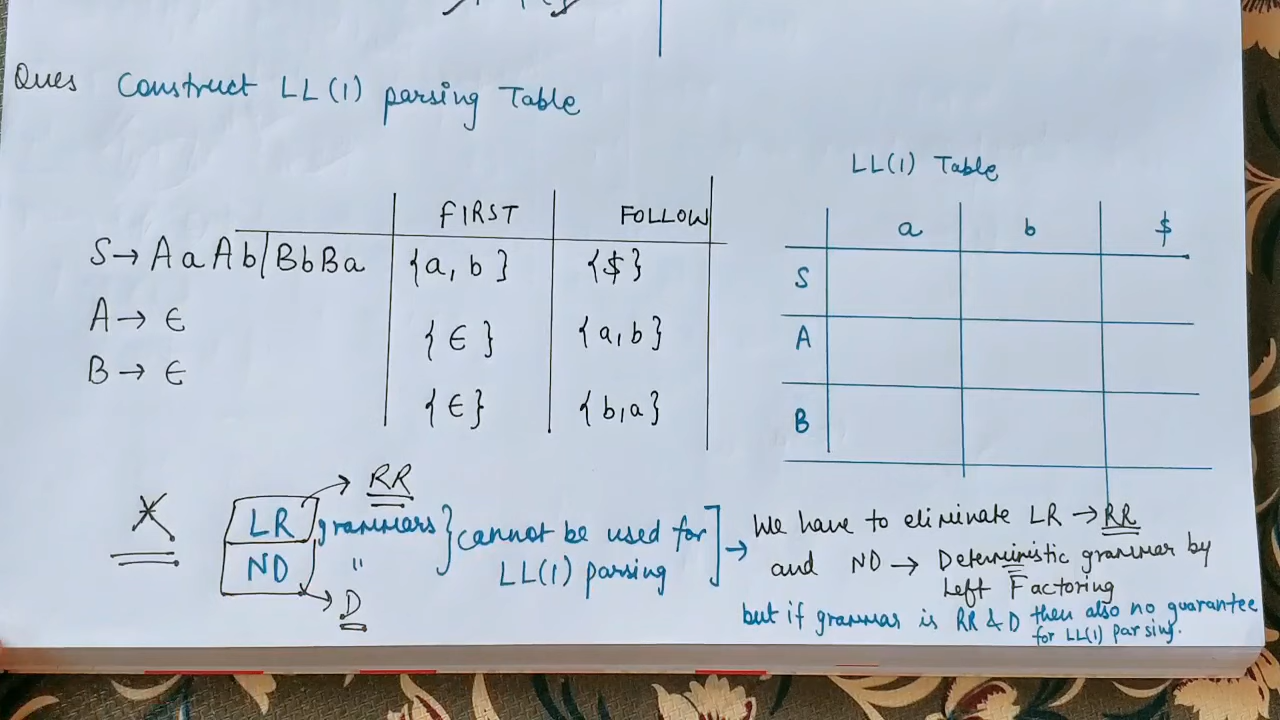 Ques Construct LL(1) parsing Table
LL(1) Table
FIRST FOLLOW
a b $
S→ AaAb|BbBa {a, b} {$}
S
A→ ∈ {∈} {a,b}
A
B→ ∈ {∈} {b,a}
B
RR
LR grammars } cannot be used for
ND " LL(1) parsing
D
→ We have to eliminate LR → RR
and ND → Deterministic grammar by
Left Factoring
but if grammar is RR & D then also no guarantee
for LL(1) parsing.